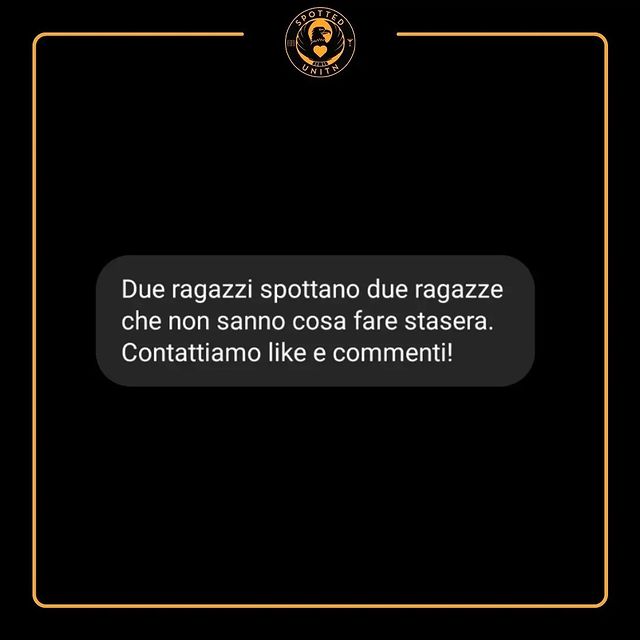 SPOTTED
UNITN
Due ragazzi spottano due ragazze
che non sanno cosa fare stasera.
Contattiamo like e commenti!